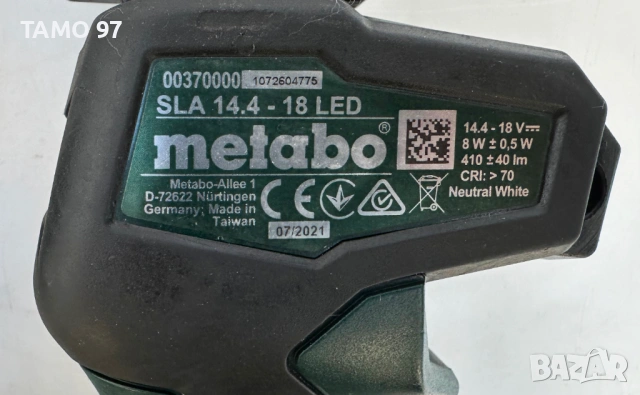 TAMO 97
00370000 1072604775
SLA 14.4 - 18 LED
metabo®
Metabo-Allee 1
D-72622 Nürtingen
Germany; Made in
Taiwan
07/2021
CE
14.4 - 18 V
8 W ± 0,5 W
410 ± 40 lm
CRI: > 70
Neutral White
BAZAR